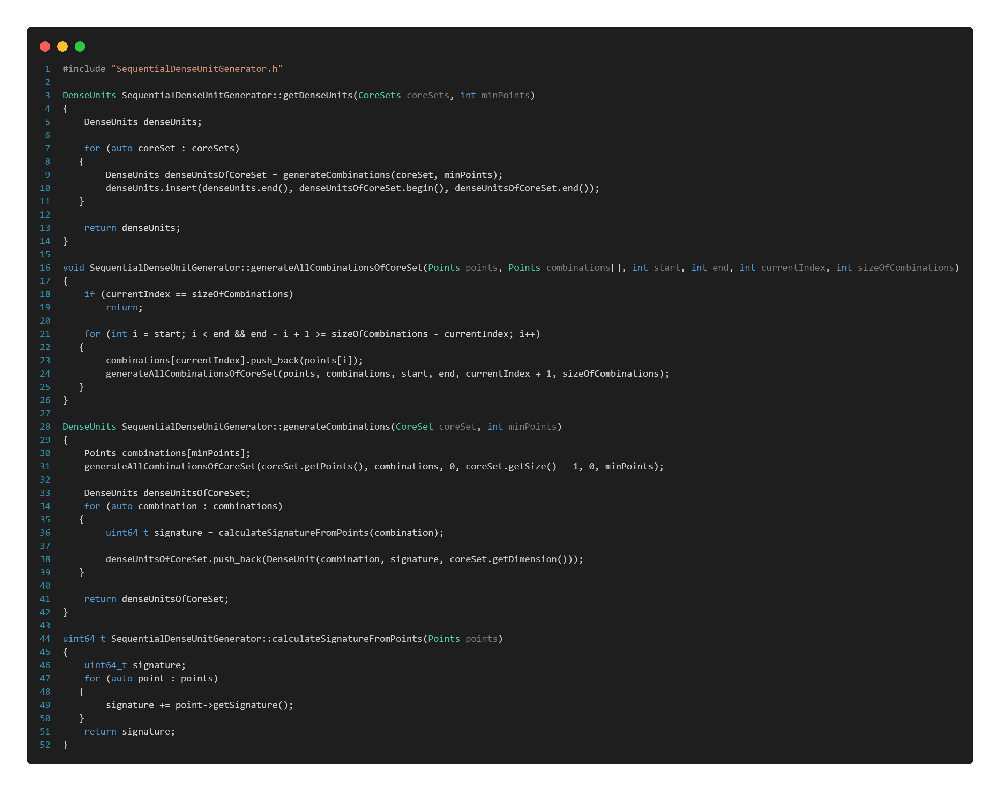 1 #include "SequentialDenseUnitGenerator.h"
2
3 DenseUnits SequentialDenseUnitGenerator::getDenseUnits(CoreSets coreSets, int minPoints)
4 {
5     DenseUnits denseUnits;
6
7     for (auto coreSet : coreSets)
8    {
9         DenseUnits denseUnitsOfCoreSet = generateCombinations(coreSet, minPoints);
10         denseUnits.insert(denseUnits.end(), denseUnitsOfCoreSet.begin(), denseUnitsOfCoreSet.end());
11    }
12
13     return denseUnits;
14 }
15
16 void SequentialDenseUnitGenerator::generateAllCombinationsOfCoreSet(Points points, Points combinations[], int start, int end, int currentIndex, int sizeOfCombinations)
17 {
18     if (currentIndex == sizeOfCombinations)
19         return;
20
21     for (int i = start; i < end && end - i + 1 >= sizeOfCombinations - currentIndex; i++)
22    {
23         combinations[currentIndex].push_back(points[i]);
24         generateAllCombinationsOfCoreSet(points, combinations, start, end, currentIndex + 1, sizeOfCombinations);
25    }
26 }
27
28 DenseUnits SequentialDenseUnitGenerator::generateCombinations(CoreSet coreSet, int minPoints)
29 {
30     Points combinations[minPoints];
31     generateAllCombinationsOfCoreSet(coreSet.getPoints(), combinations, 0, coreSet.getSize() - 1, 0, minPoints);
32
33     DenseUnits denseUnitsOfCoreSet;
34     for (auto combination : combinations)
35    {
36         uint64_t signature = calculateSignatureFromPoints(combination);
37
38         denseUnitsOfCoreSet.push_back(DenseUnit(combination, signature, coreSet.getDimension()));
39    }
40
41     return denseUnitsOfCoreSet;
42 }
43
44 uint64_t SequentialDenseUnitGenerator::calculateSignatureFromPoints(Points points)
45 {
46     uint64_t signature;
47     for (auto point : points)
48    {
49         signature += point->getSignature();
50    }
51     return signature;
52 }